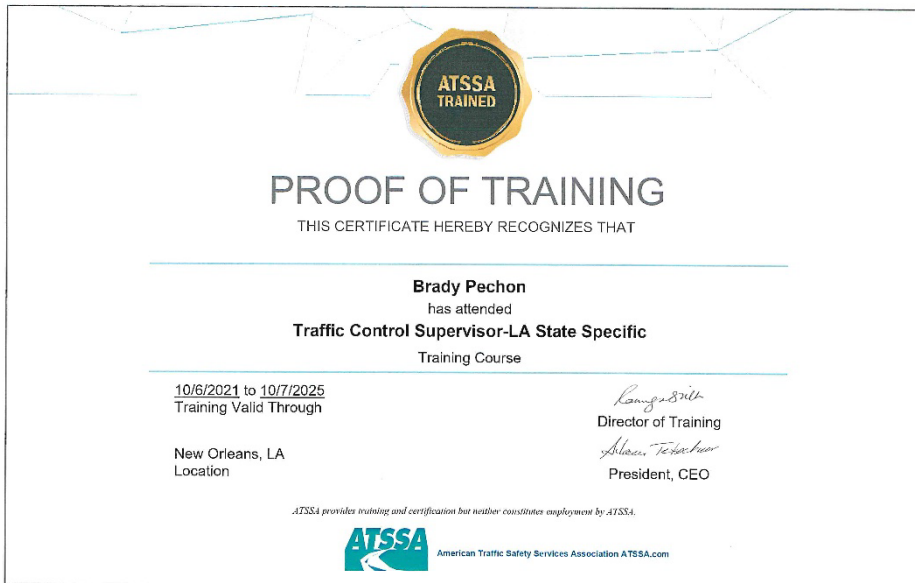 ATSSA
TRAINED
PROOF OF TRAINING
THIS CERTIFICATE HEREBY RECOGNIZES THAT
Brady Pechon
has attended
Traffic Control Supervisor-LA State Specific
Training Course
10/6/2021 to 10/7/2025
Training Valid Through
Director of Training
New Orleans, LA
Location
President, CEO
ATSSA provides training and certification but neither constitutes employment by ATSSA.
ATSSA
American Traffic Safety Services Association ATSSA.com